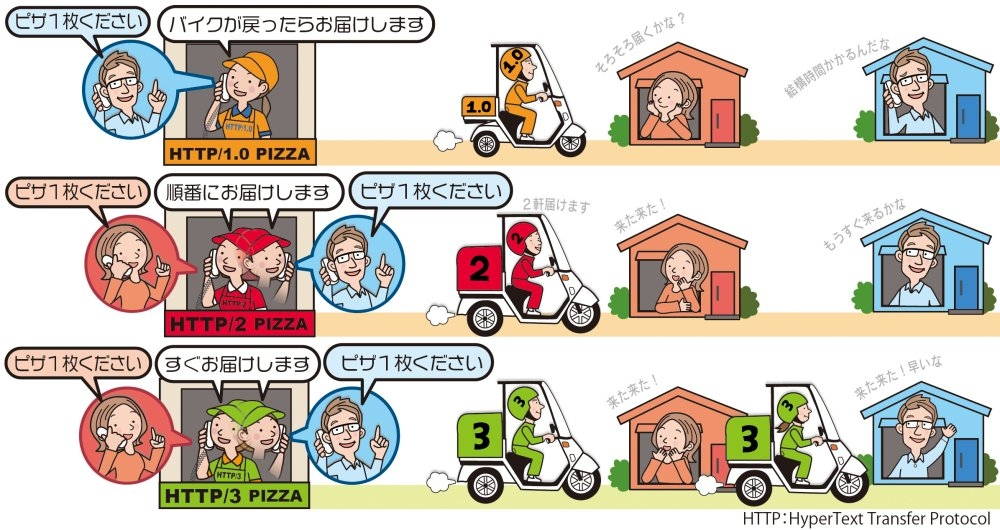 ピザ1枚ください
バイクが戻ったらお届けします
HTTP/1.0
HTTP/1.0 PIZZA
1.0
1.0
そろそろ届くかな?
結構時間かかるんだな
ピザ1枚ください
順番にお届けします
ピザ1枚ください
HTTP2
HTTP/2 PIZZA
2軒届けます
2
2
来た来た!
もうすぐ来るかな
ピザ1枚ください
すぐお届けします
ピザ1枚ください
HTTP/3
HTTP/3 PIZZA
3
3
来た来た!
3
3
来た来た!早いな
HTTP:HyperText Transfer Protocol